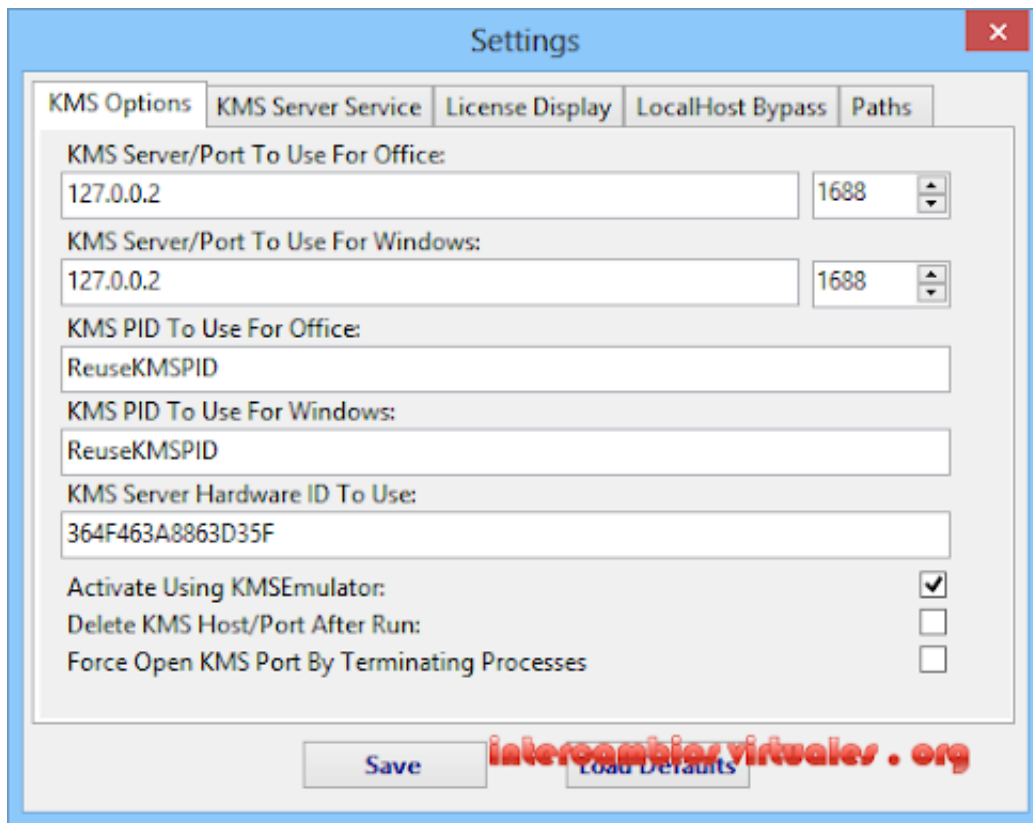 Settings
KMS Options KMS Server Service License Display LocalHost Bypass Paths
KMS Server/Port To Use For Office:
127.0.0.2 1688
KMS Server/Port To Use For Windows:
127.0.0.2 1688
KMS PID To Use For Office:
ReuseKMSPID
KMS PID To Use For Windows:
ReuseKMSPID
KMS Server Hardware ID To Use:
364F463A8863D35F
Activate Using KMSEmulator:
Delete KMS Host/Port After Run:
Force Open KMS Port By Terminating Processes
Save Load Defaults
intercambiosvirtuales . org